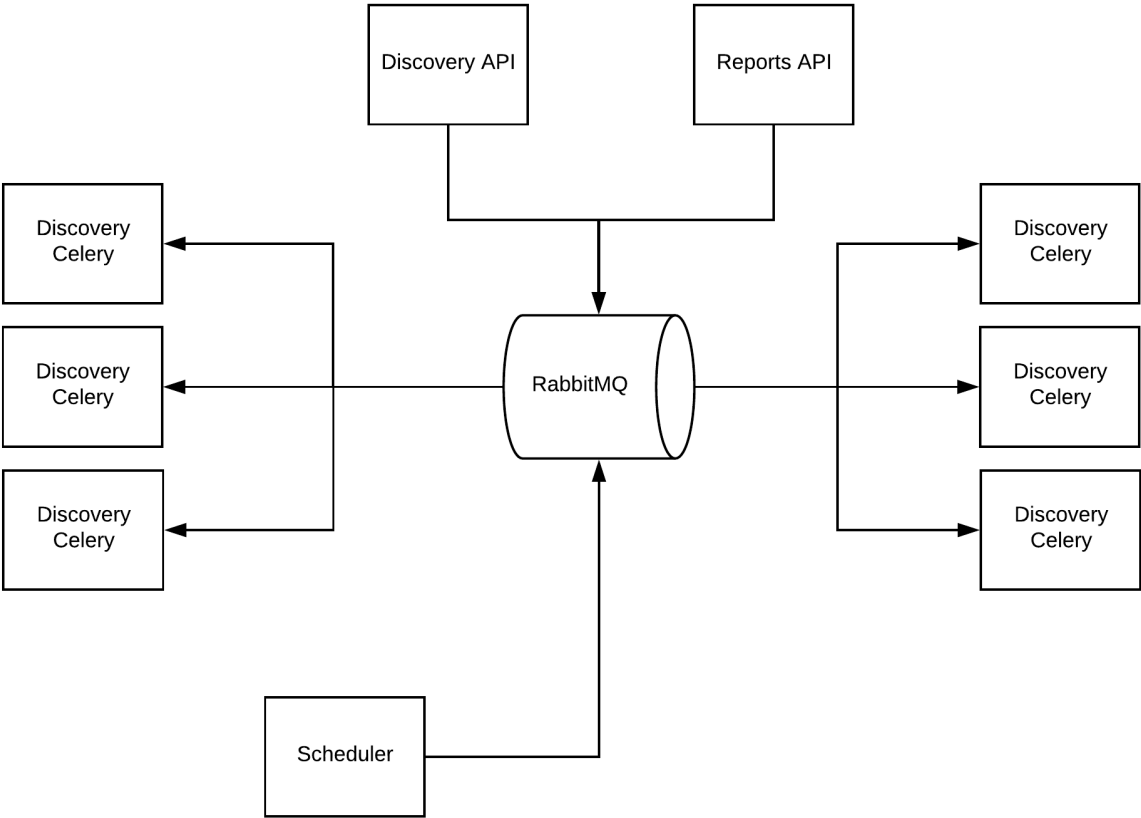 Discovery API
Reports API
Discovery
Celery
Discovery
Celery
Discovery
Celery
RabbitMQ
Discovery
Celery
Discovery
Celery
Discovery
Celery
Scheduler